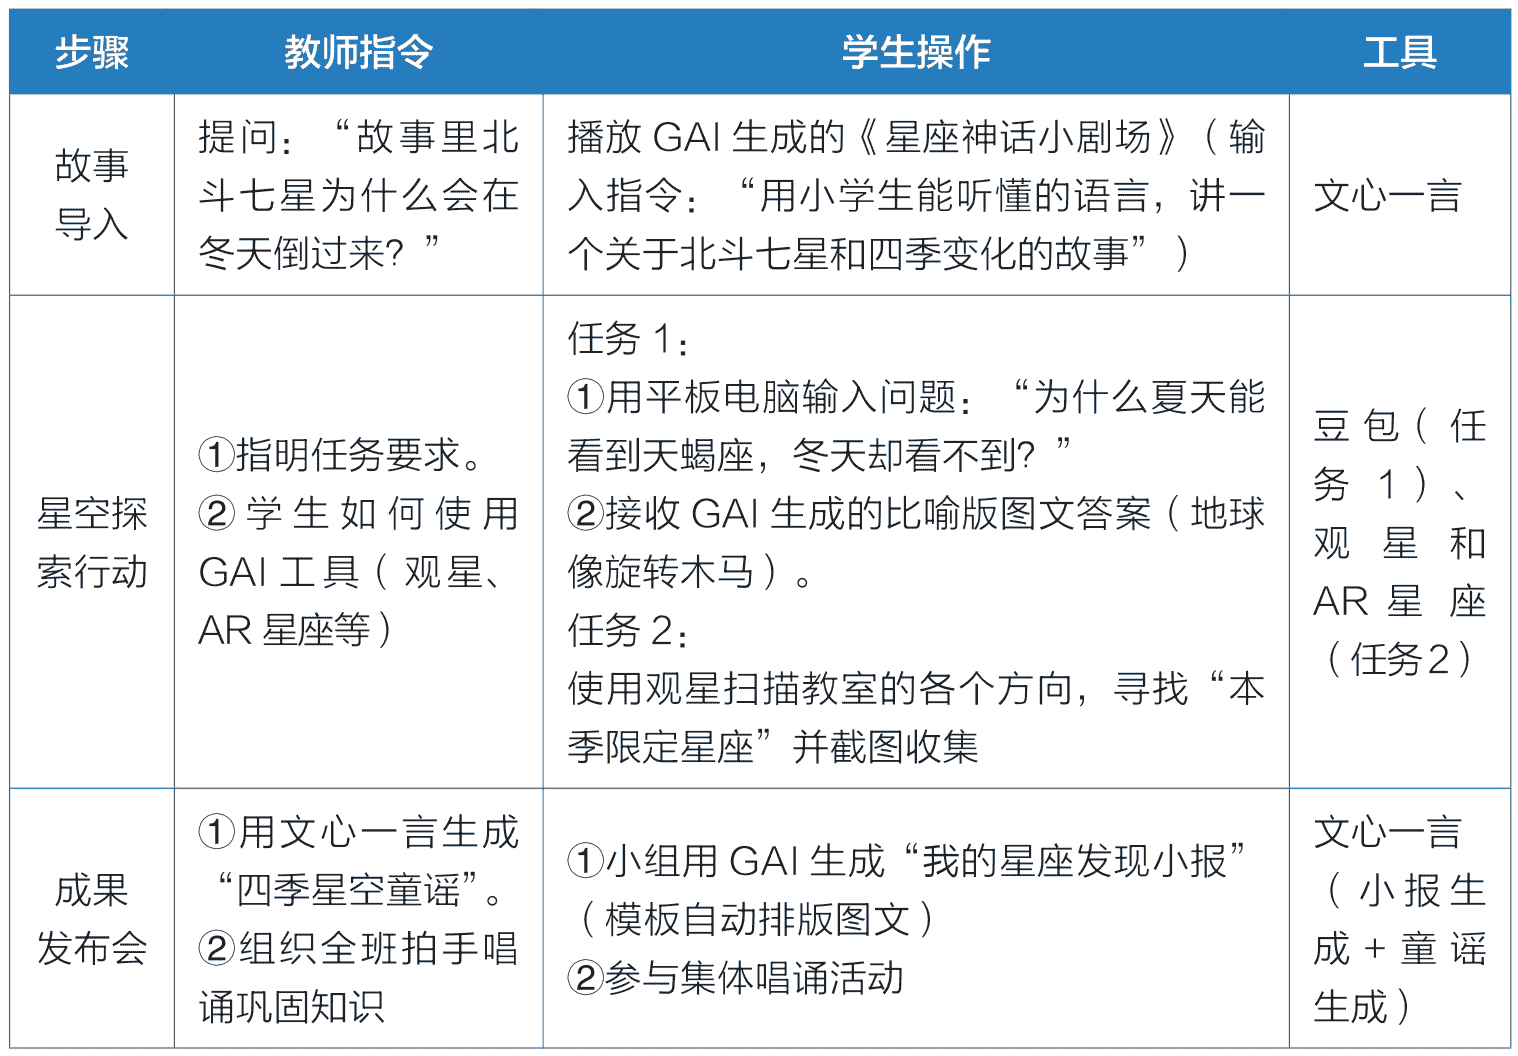 步骤 教师指令 学生操作 工具
故事
导入
提问：“故事里北
斗七星为什么会在
冬天倒过来？”
播放 GAI 生成的《星座神话小剧场》（输
入指令：“用小学生能听懂的语言，讲一
个关于北斗七星和四季变化的故事”）
文心一言
星空探
索行动
①指明任务要求。
②学生如何使用
GAI 工具（观星、
AR 星座等）
任务 1：
①用平板电脑输入问题：“为什么夏天能
看到天蝎座，冬天却看不到？”
②接收 GAI 生成的比喻版图文答案（地球
像旋转木马）。
任务 2：
使用观星扫描教室的各个方向，寻找“本
季限定星座”并截图收集
豆包（任
务 1）、
观星和
AR 星座
（任务2）
成果
发布会
①用文心一言生成
“四季星空童谣”。
②组织全班拍手唱
诵巩固知识
①小组用 GAI 生成“我的星座发现小报”
（模板自动排版图文）
②参与集体唱诵活动
文心一言
（小报生
成+童谣
生成）